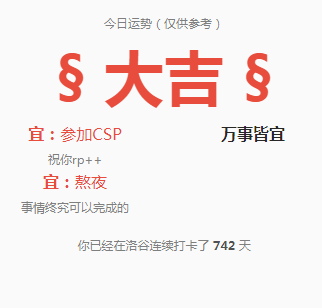 今日运势（仅供参考）
§ 大吉 §
宜：参加CSP 万事皆宜
祝你rp++
宜：熬夜
事情终究可以完成的
你已经在洛谷连续打卡了 742 天